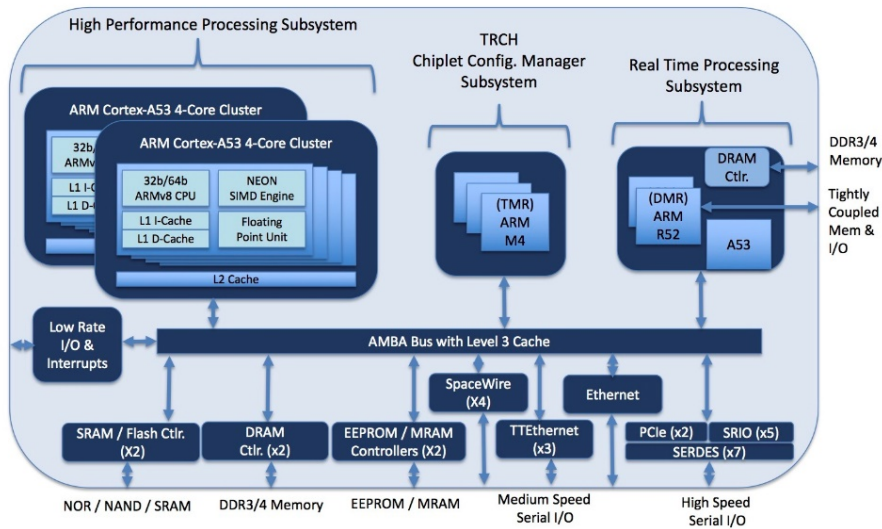 High Performance Processing Subsystem
TRCH
Chiplet Config. Manager
Subsystem
Real Time Processing
Subsystem
ARM Cortex-A53 4-Core Cluster
32b/
ARMv
L1 I-C
L1 D-C
ARM Cortex-A53 4-Core Cluster
32b/64b
ARMv8 CPU
NEON
SIMD Engine
L1 I-Cache
L1 D-Cache
Floating
Point Unit
L2 Cache
(TMR)
ARM
M4
DRAM
Ctlr.
(DMR)
ARM
R52
A53
DDR3/4
Memory
Tightly
Coupled
Mem &
I/O
Low Rate
I/O &
Interrupts
AMBA Bus with Level 3 Cache
SpaceWire
(X4)
Ethernet
SRAM / Flash Ctlr.
(X2)
DRAM
Ctlr. (x2)
EEPROM / MRAM
Controllers (X2)
TTEthernet
(x3)
PCIe (x2)
SRIO (x5)
SERDES (x7)
NOR / NAND / SRAM
DDR3/4 Memory
EEPROM / MRAM
Medium Speed
Serial I/O
High Speed
Serial I/O